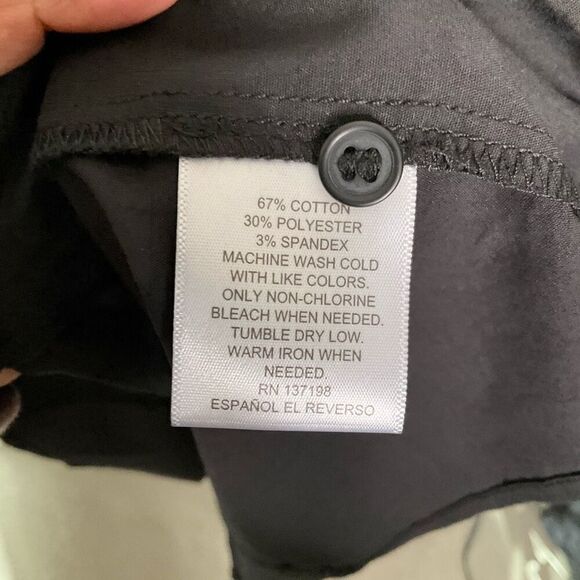 67% COTTON
30% POLYESTER
3% SPANDEX
MACHINE WASH COLD
WITH LIKE COLORS.
ONLY NON-CHLORINE
BLEACH WHEN NEEDED.
TUMBLE DRY LOW.
WARM IRON WHEN
NEEDED.
RN 137198
ESPAÑOL EL REVERSO